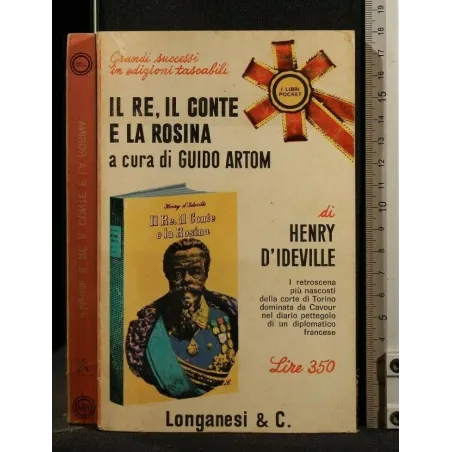 Grandi successi
in edizioni tascabili
I LIBRI
POCKET
IL RE, IL CONTE
E LA ROSINA
a cura di GUIDO ARTOM
di
HENRY
D'IDEVILLE
I retroscena
più nascosti
della corte di Torino
dominata da Cavour
nel diario pettegolo
di un diplomatico
francese
Lire 350
Henry d'Ideville
Il Re, il Conte
e la Rosina
Longanesi & C.